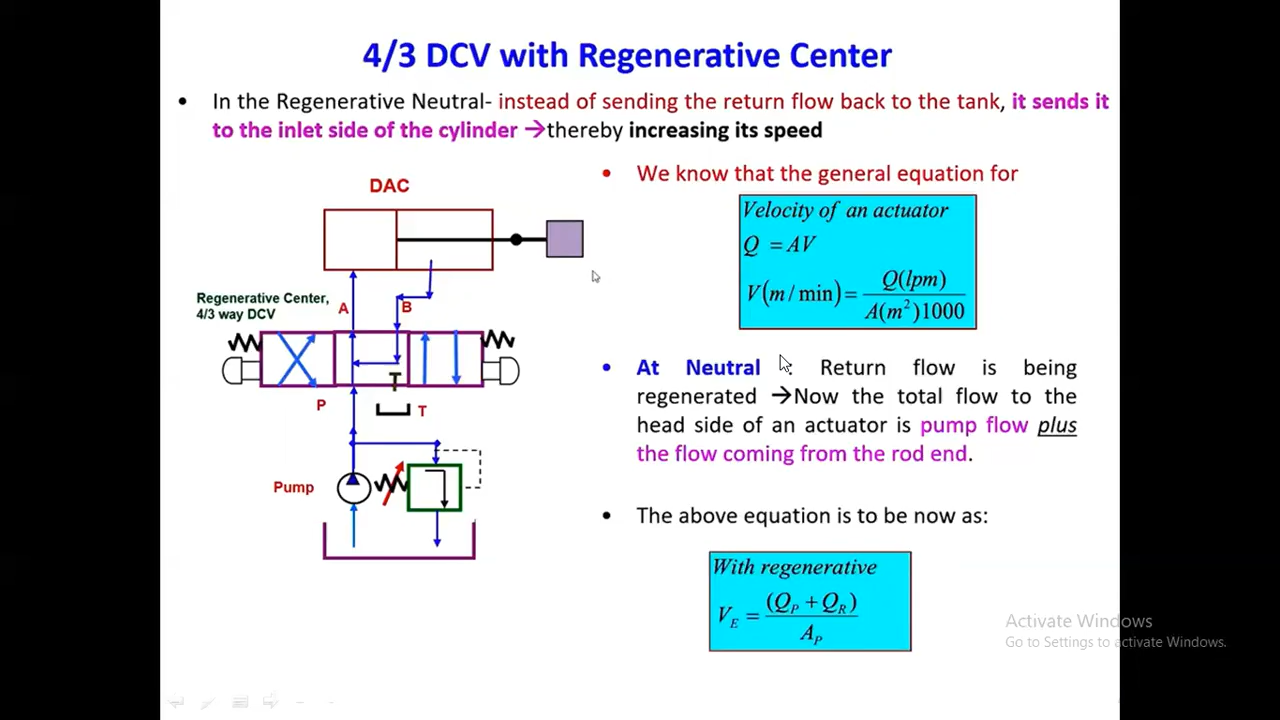 4/3 DCV with Regenerative Center
• In the Regenerative Neutral- instead of sending the return flow back to the tank, it sends it
to the inlet side of the cylinder →thereby increasing its speed
DAC
Regenerative Center,
4/3 way DCV
A
B
P
T
Pump
• We know that the general equation for
Velocity of an actuator
Q = AV
V(m/min)= Q(lpm) / A(m²)1000
• At Neutral : Return flow is being
regenerated →Now the total flow to the
head side of an actuator is pump flow plus
the flow coming from the rod end.
• The above equation is to be now as:
With regenerative
V_E = (Q_P + Q_R) / A_P
Activate Windows
Go to Settings to activate Windows.